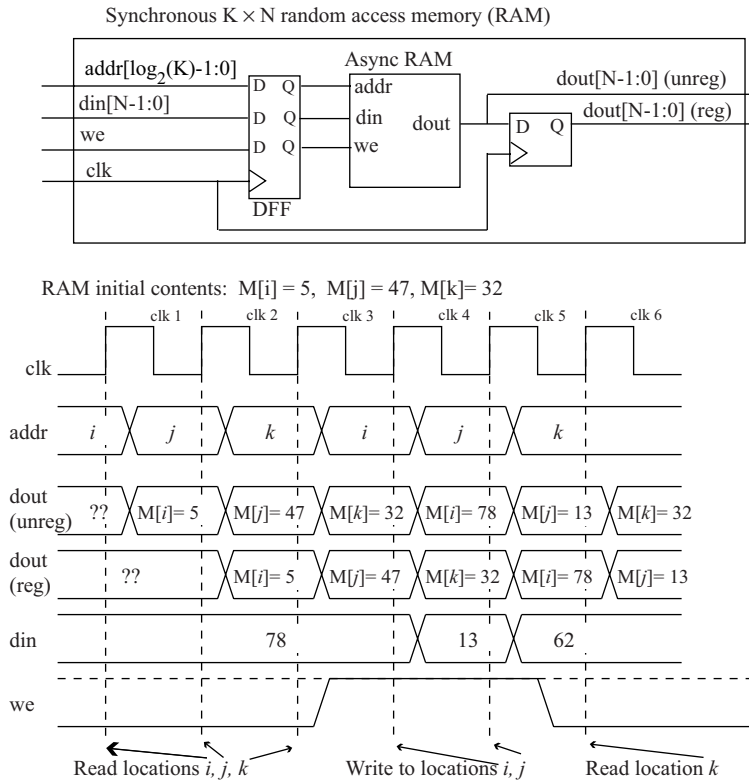 Synchronous K × N random access memory (RAM)
Async RAM
addr[log2(K)-1:0]
din[N-1:0]
we
clk
D Q
D Q
D Q
DFF
addr
din
we
dout
D Q
dout[N-1:0] (unreg)
dout[N-1:0] (reg)
RAM initial contents: M[i] = 5, M[j] = 47, M[k]= 32
clk 1 clk 2 clk 3 clk 4 clk 5 clk 6
clk
addr i j k i j k
dout (unreg) ?? M[i]= 5 M[j]= 47 M[k]= 32 M[i]= 78 M[j]= 13 M[k]= 32
dout (reg) ?? M[i]= 5 M[j]= 47 M[k]= 32 M[i]= 78 M[j]= 13
din 78 13 62
we
Read locations i, j, k Write to locations i, j Read location k